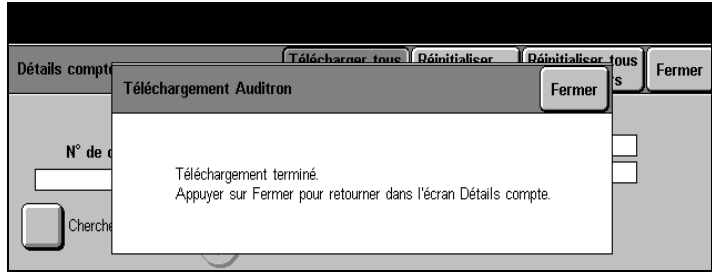 Détails compte
Télécharger tous
Réinitialiser
Réinitialiser tous
Fermer
Téléchargement Auditron
Fermer
N° de
Téléchargement terminé.
Appuyer sur Fermer pour retourner dans l'écran Détails compte.
Cherche